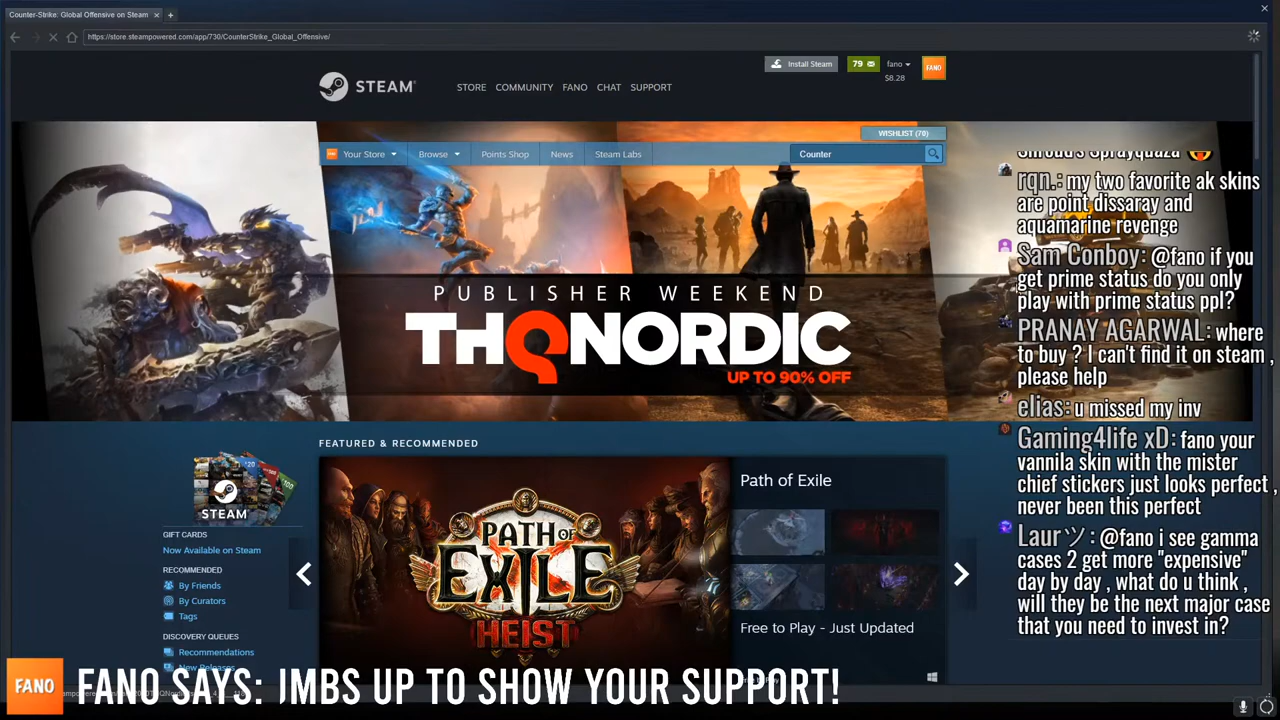 Counter-Strike: Global Offensive on Steam
https://store.steampowered.com/app/730/CounterStrike_Global_Offensive/
Install Steam
79
fano
$8.28
FANO
STEAM
STORE
COMMUNITY
FANO
CHAT
SUPPORT
WISHLIST (70)
Your Store
Browse
Points Shop
News
Steam Labs
Counter
PUBLISHER WEEKEND
THQNORDIC
UP TO 90% OFF
FEATURED & RECOMMENDED
STEAM
GIFT CARDS
Now Available on Steam
RECOMMENDED
By Friends
By Curators
Tags
DISCOVERY QUEUES
Recommendations
New Releases
PATH OF
EXILE
HEIST
Path of Exile
Free to Play - Just Updated
Shroud's Sprayquaza
rqn.: my two favorite ak skins
are point dissaray and
aquamarine revenge
Sam Conboy: @fano if you
get prime status do you only
play with prime status ppl?
PRANAY AGARWAL: where
to buy ? I can't find it on steam ,
please help
elias: u missed my inv
Gaming4life xD: fano your
vannila skin with the mister
chief stickers just looks perfect ,
never been this perfect
Laurツ: @fano i see gamma
cases 2 get more "expensive"
day by day , what do u think ,
will they be the next major case
that you need to invest in?
FANO
FANO SAYS: JMBS UP TO SHOW YOUR SUPPORT!